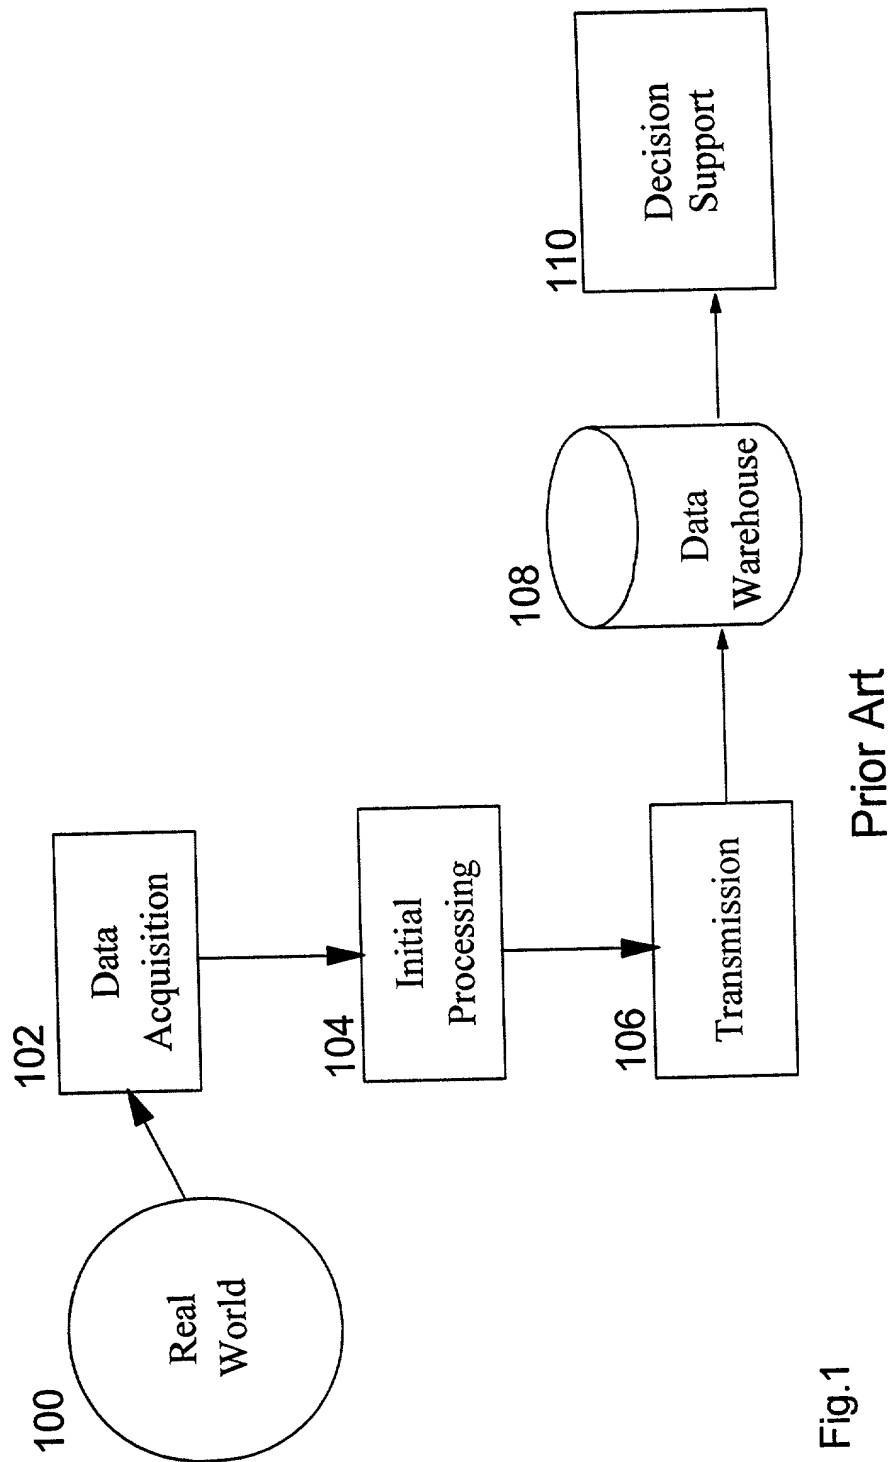 100
Real
World
102
Data
Acquisition
104
Initial
Processing
106
Transmission
108
Data
Warehouse
110
Decision
Support
Fig.1
Prior Art